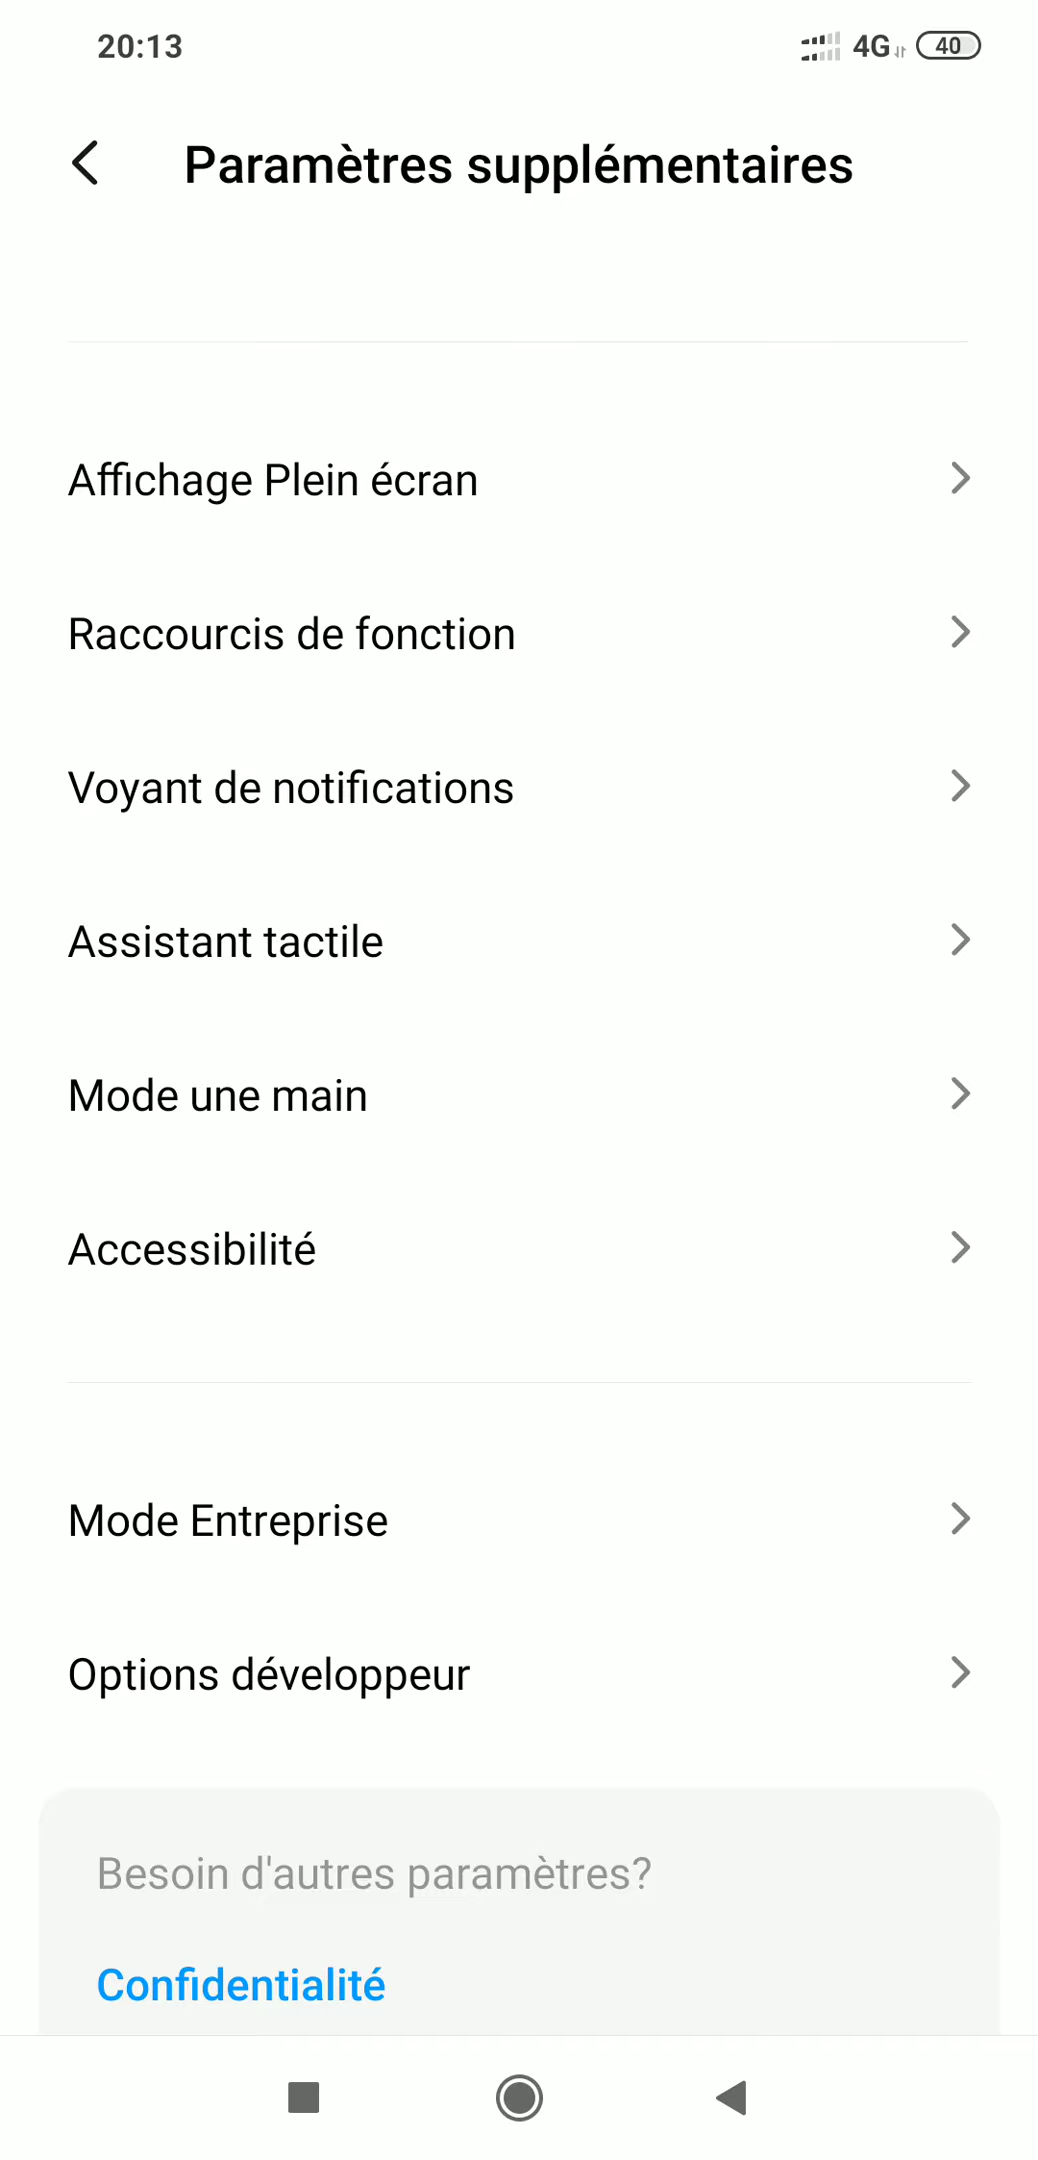 20:13
4G 40
Paramètres supplémentaires
Affichage Plein écran
Raccourcis de fonction
Voyant de notifications
Assistant tactile
Mode une main
Accessibilité
Mode Entreprise
Options développeur
Besoin d'autres paramètres?
Confidentialité